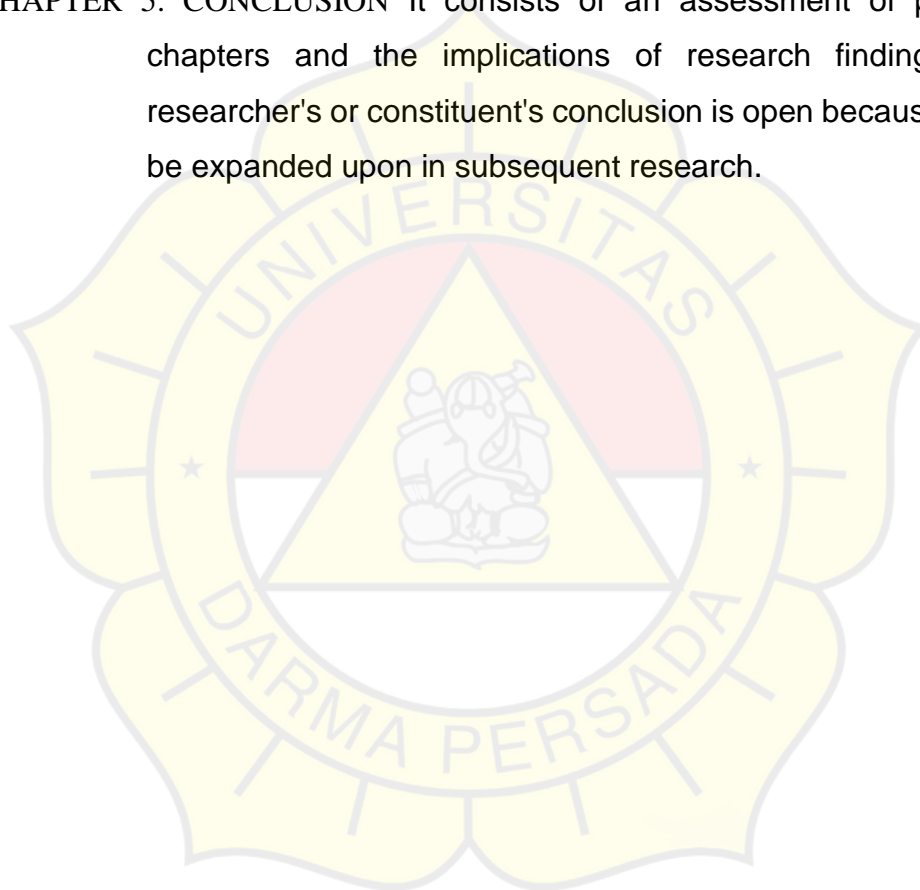 HAPTER 5: CONCLUSION It consists of an assessment of p
chapters and the implications of research finding
researcher's or constituent's conclusion is open becaus
be expanded upon in subsequent research.
UNIVERSITAS
DARMA PERSADA